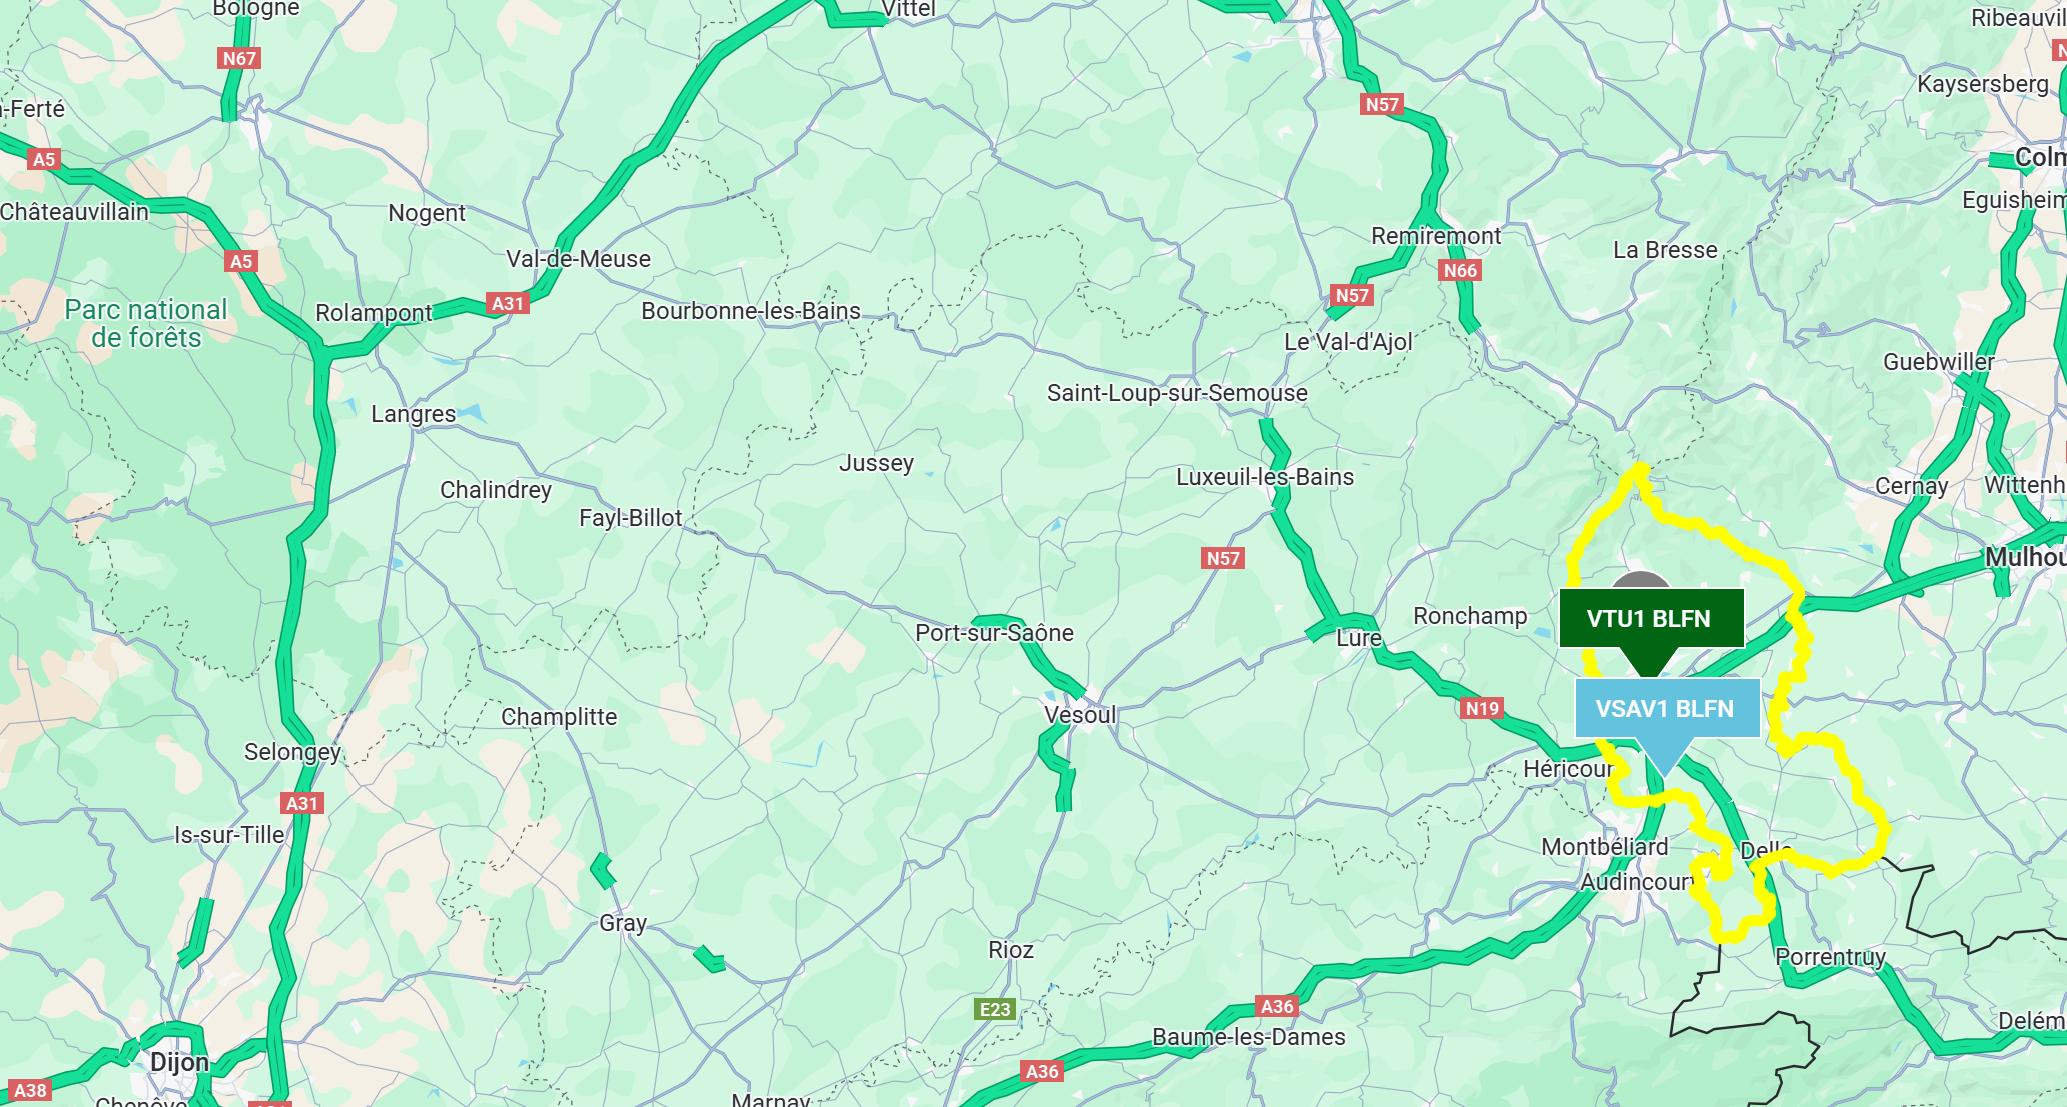 Bologne
Vittel
Ribeauvil
N67
Kaysersberg
a-Ferté
N57
A5
Colm
Châteauvillain
Nogent
Eguisheim
Remiremont
La Bresse
A5
Val-de-Meuse
N66
Parc national
de forêts
Rolampont
A31
Bourbonne-les-Bains
N57
Le Val-d'Ajol
Guebwiller
Saint-Loup-sur-Semouse
Langres
Jussey
Luxeuil-les-Bains
Chalindrey
Cernay
Wittenh
Fayl-Billot
N57
Mulhou
Port-sur-Saône
Lure
Ronchamp
VTU1 BLFN
Champlitte
Vesoul
N19
VSAV1 BLFN
Selongey
Héricour
A31
Is-sur-Tille
Montbéliard
Delle
Audincourt
Gray
Rioz
Porrentruy
E23
A36
Delém
Baume-les-Dames
Dijon
A36
A38
Chenôve
Marnay